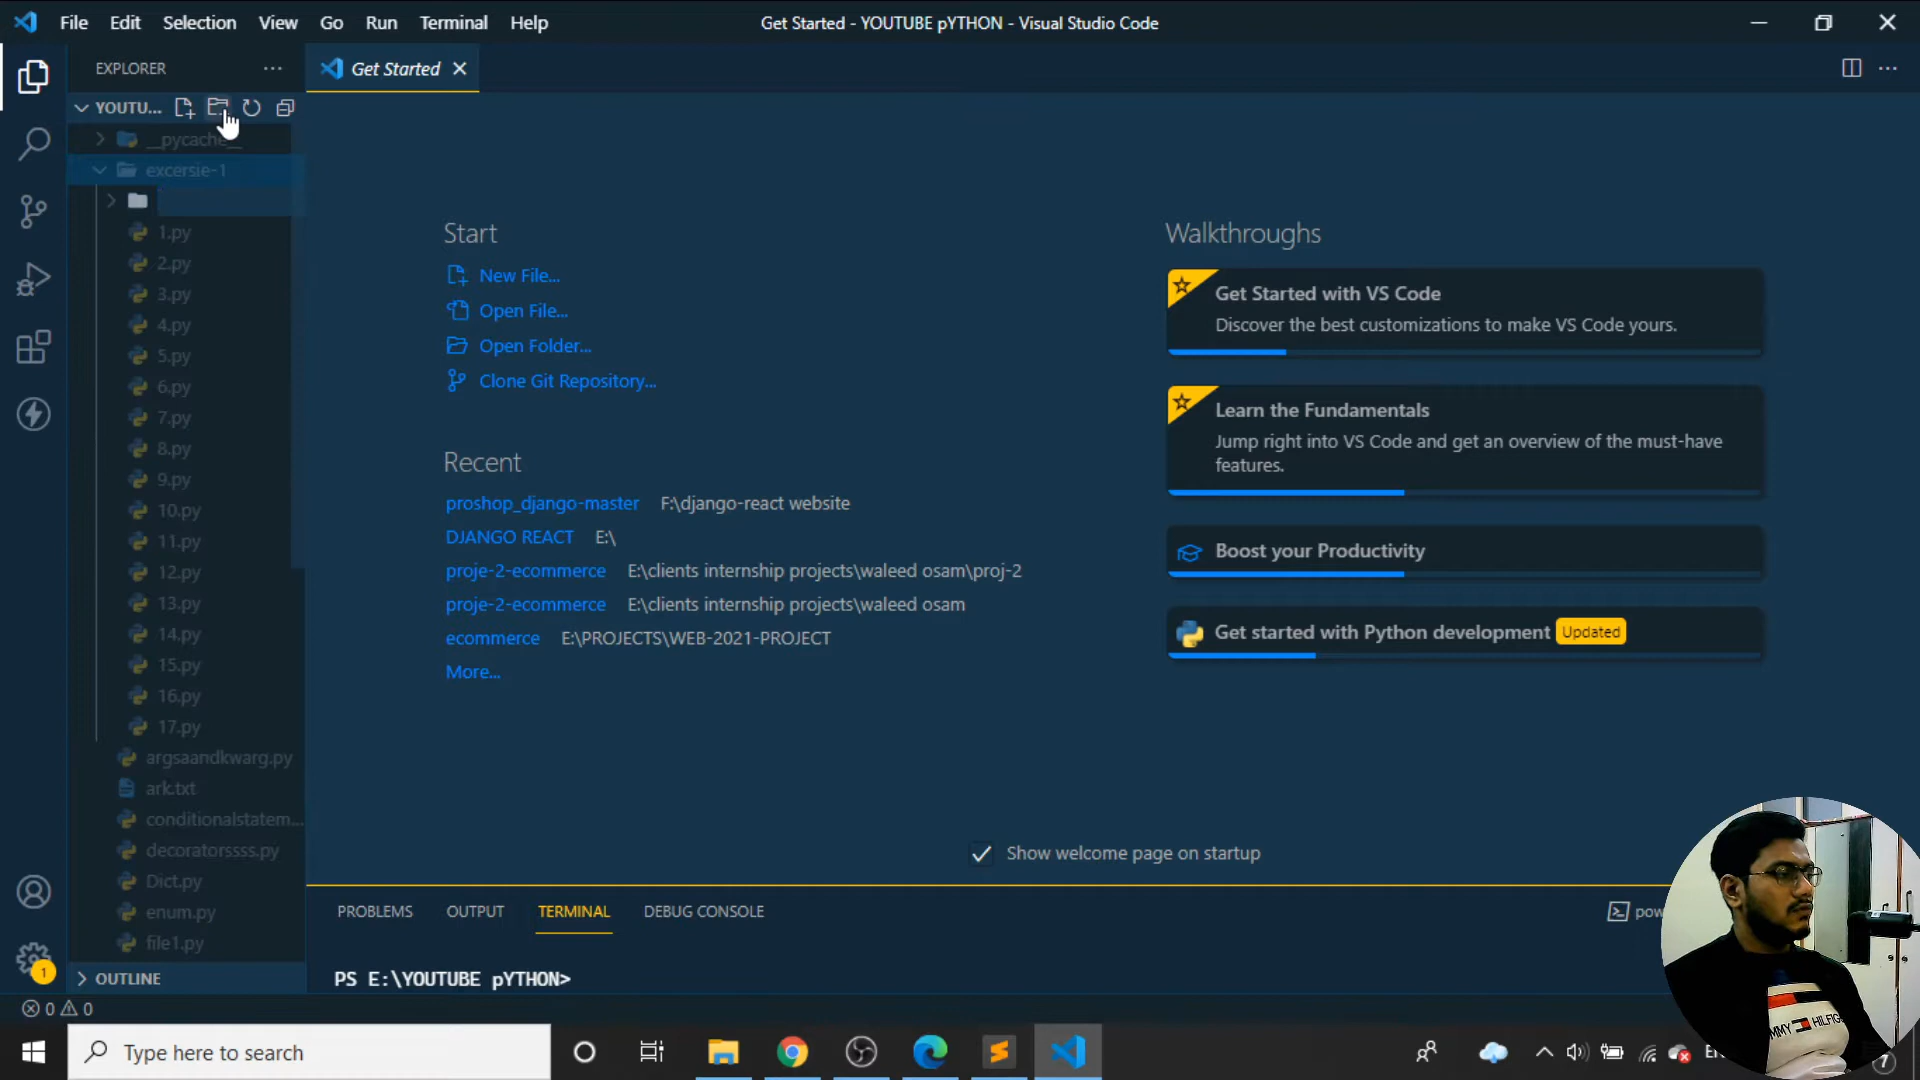 File Edit Selection View Go Run Terminal Help
Get Started - YOUTUBE pYTHON - Visual Studio Code
EXPLORER
Get Started
YOUTU...
__pycache__
excersie-1
1.py
2.py
3.py
4.py
5.py
6.py
7.py
8.py
9.py
10.py
11.py
12.py
13.py
14.py
15.py
16.py
17.py
argsaandkwarg.py
ark.txt
conditionalstatem...
decoratorssss.py
Dict.py
enum.py
file1.py
OUTLINE
Start
New File...
Open File...
Open Folder...
Clone Git Repository...
Recent
proshop_django-master F:\django-react website
DJANGO REACT E:\
proje-2-ecommerce E:\clients internship projects\waleed osam\proj-2
proje-2-ecommerce E:\clients internship projects\waleed osam
ecommerce E:\PROJECTS\WEB-2021-PROJECT
More...
Walkthroughs
Get Started with VS Code
Discover the best customizations to make VS Code yours.
Learn the Fundamentals
Jump right into VS Code and get an overview of the must-have
features.
Boost your Productivity
Get started with Python development Updated
Show welcome page on startup
PROBLEMS OUTPUT TERMINAL DEBUG CONSOLE
pow
PS E:\YOUTUBE pYTHON>
1
0 0
Type here to search
7